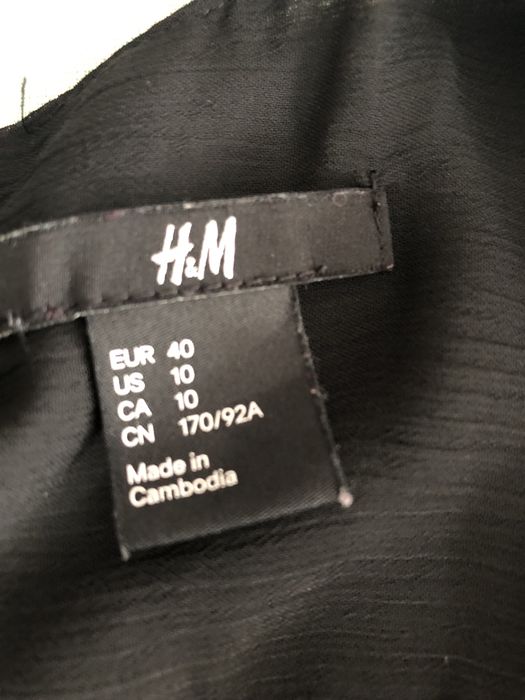 H&M
EUR 40
US 10
CA 10
CN 170/92A
Made in
Cambodia